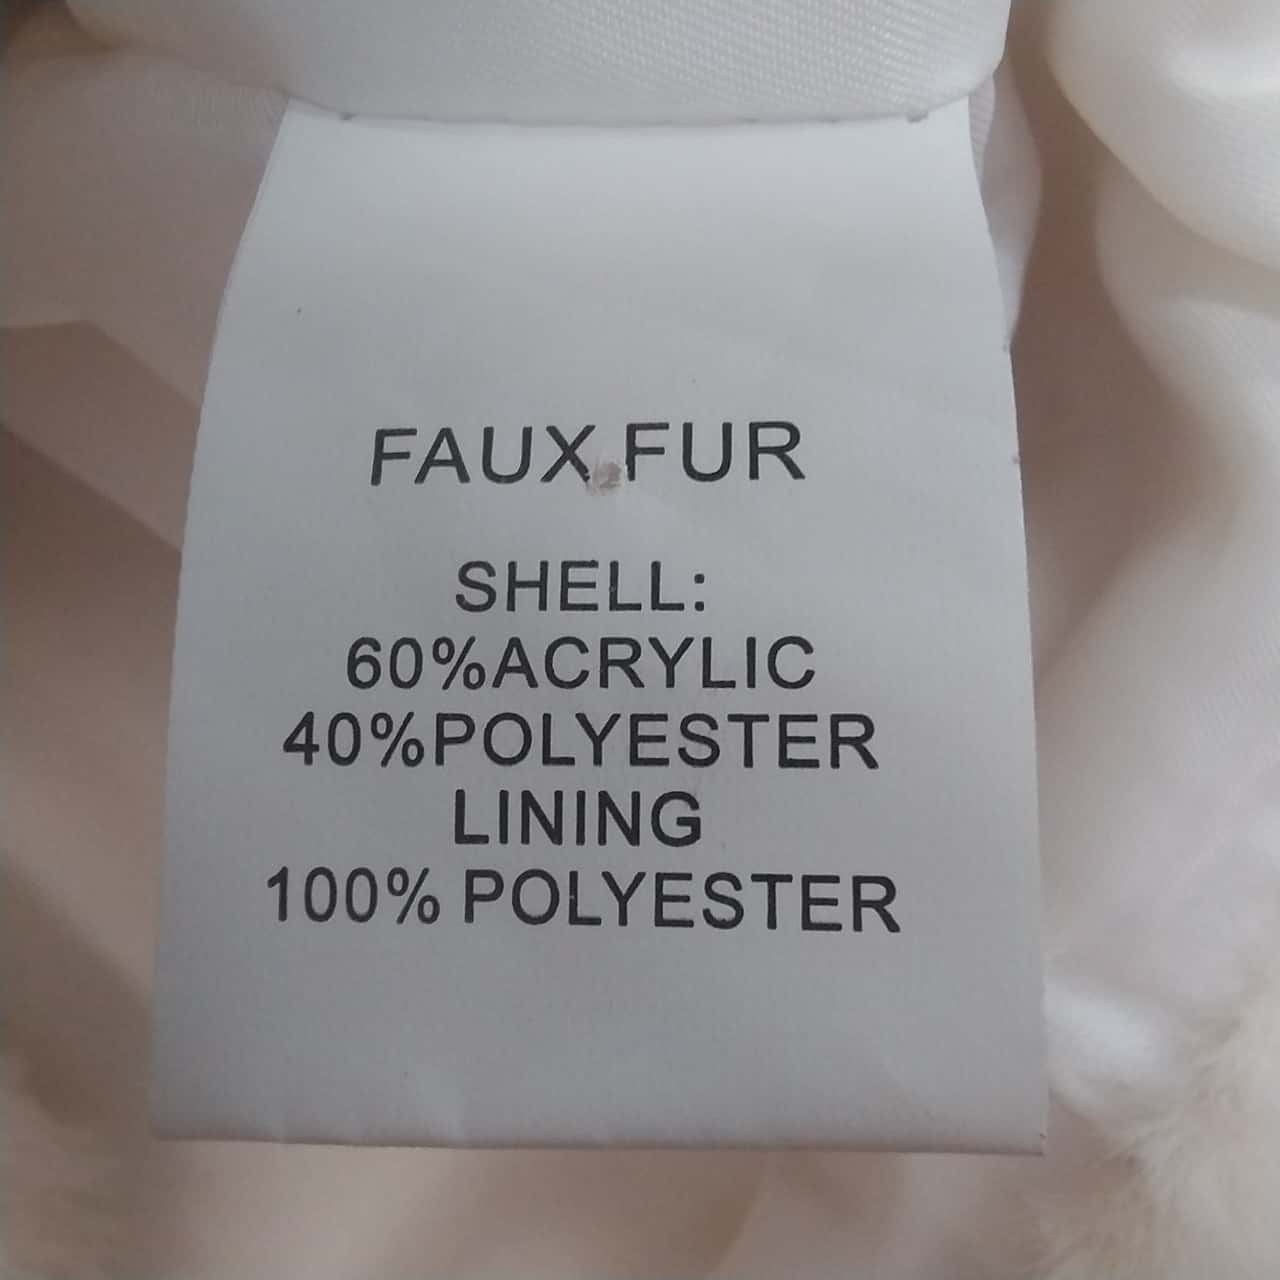 FAUX FUR
SHELL:
60%ACRYLIC
40%POLYESTER
LINING
100% POLYESTER